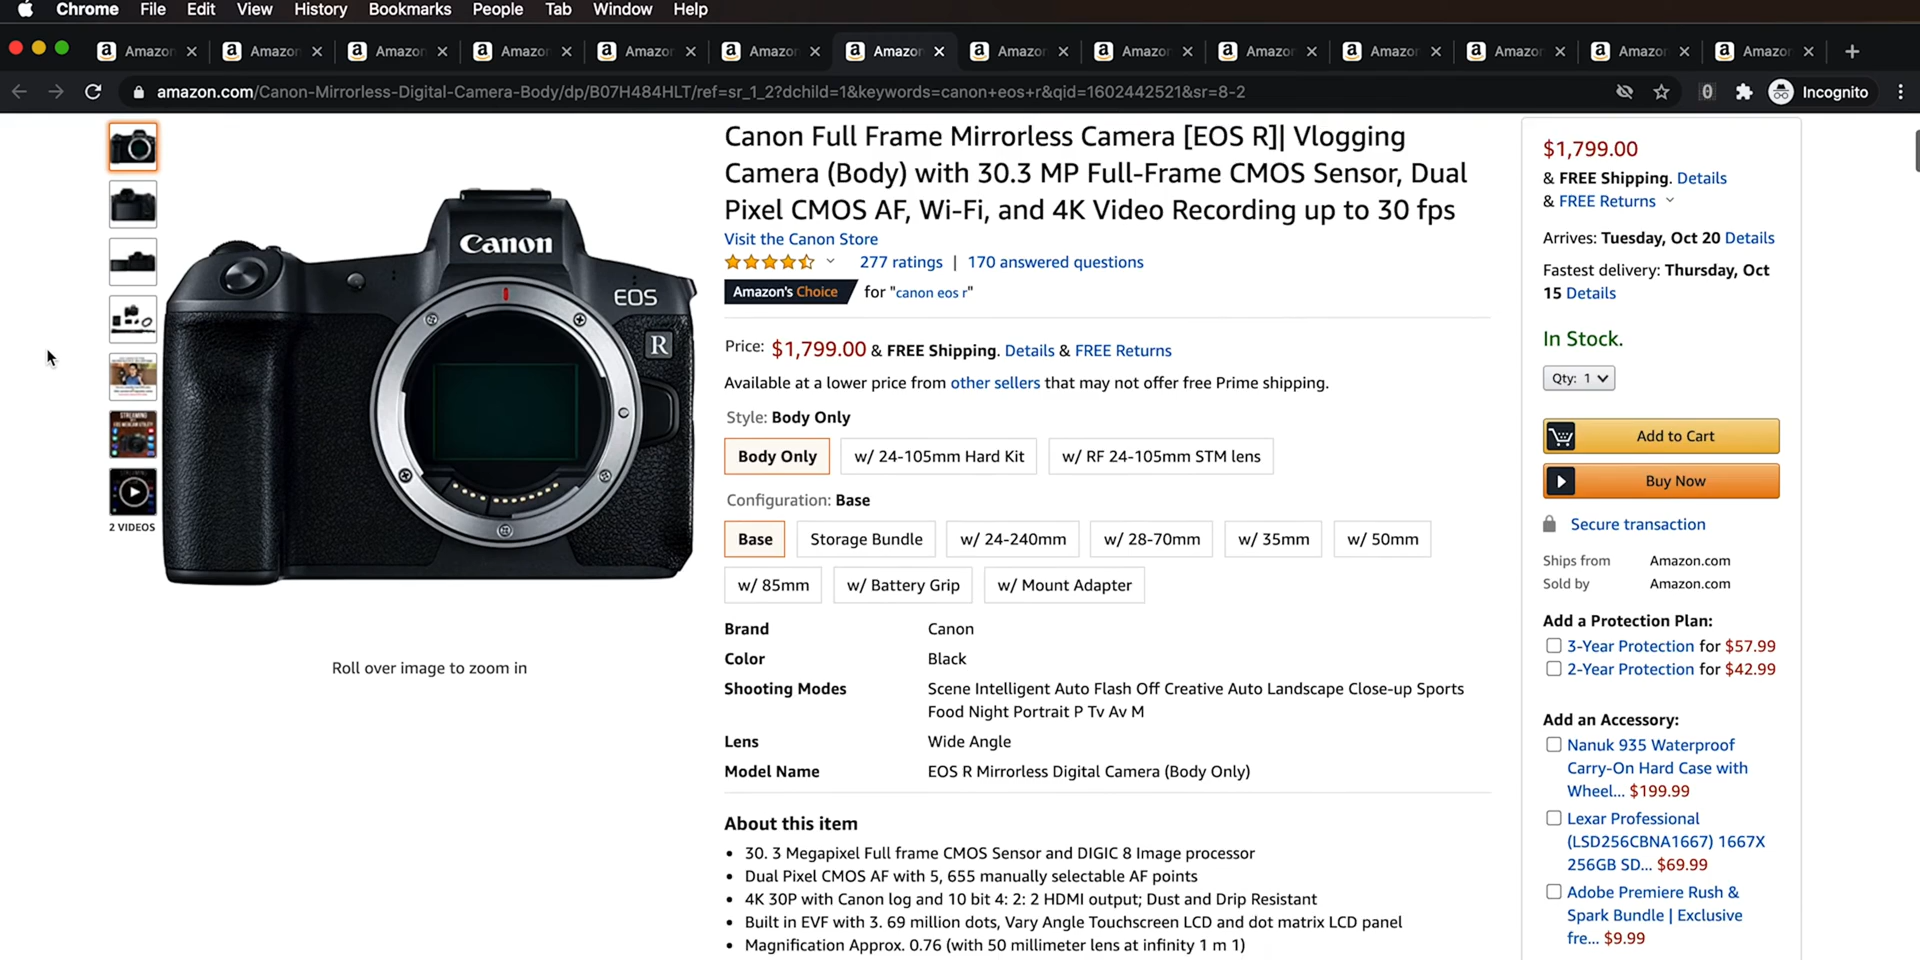 Chrome File Edit View History Bookmarks People Tab Window Help
Amazon Amazon Amazon Amazon Amazon Amazon Amazon Amazon Amazon Amazon Amazon Amazon Amazon Amazon
amazon.com/Canon-Mirrorless-Digital-Camera-Body/dp/B07H484HLT/ref=sr_1_2?dchild=1&keywords=canon+eos+r&qid=1602442521&sr=8-2
Incognito
2 VIDEOS
Canon
EOS
R
Roll over image to zoom in
Canon Full Frame Mirrorless Camera [EOS R]| Vlogging
Camera (Body) with 30.3 MP Full-Frame CMOS Sensor, Dual
Pixel CMOS AF, Wi-Fi, and 4K Video Recording up to 30 fps
Visit the Canon Store
277 ratings | 170 answered questions
Amazon's Choice for "canon eos r"
Price: $1,799.00 & FREE Shipping. Details & FREE Returns
Available at a lower price from other sellers that may not offer free Prime shipping.
Style: Body Only
Body Only w/ 24-105mm Hard Kit w/ RF 24-105mm STM lens
Configuration: Base
Base Storage Bundle w/ 24-240mm w/ 28-70mm w/ 35mm w/ 50mm
w/ 85mm w/ Battery Grip w/ Mount Adapter
Brand Canon
Color Black
Shooting Modes Scene Intelligent Auto Flash Off Creative Auto Landscape Close-up Sports
Food Night Portrait P Tv Av M
Lens Wide Angle
Model Name EOS R Mirrorless Digital Camera (Body Only)
About this item
• 30. 3 Megapixel Full frame CMOS Sensor and DIGIC 8 Image processor
• Dual Pixel CMOS AF with 5, 655 manually selectable AF points
• 4K 30P with Canon log and 10 bit 4: 2: 2 HDMI output; Dust and Drip Resistant
• Built in EVF with 3. 69 million dots, Vary Angle Touchscreen LCD and dot matrix LCD panel
• Magnification Approx. 0.76 (with 50 millimeter lens at infinity 1 m 1)
$1,799.00
& FREE Shipping. Details
& FREE Returns
Arrives: Tuesday, Oct 20 Details
Fastest delivery: Thursday, Oct
15 Details
In Stock.
Qty: 1
Add to Cart
Buy Now
Secure transaction
Ships from Amazon.com
Sold by Amazon.com
Add a Protection Plan:
3-Year Protection for $57.99
2-Year Protection for $42.99
Add an Accessory:
Nanuk 935 Waterproof
Carry-On Hard Case with
Wheel... $199.99
Lexar Professional
(LSD256CBNA1667) 1667X
256GB SD... $69.99
Adobe Premiere Rush &
Spark Bundle | Exclusive
fre... $9.99